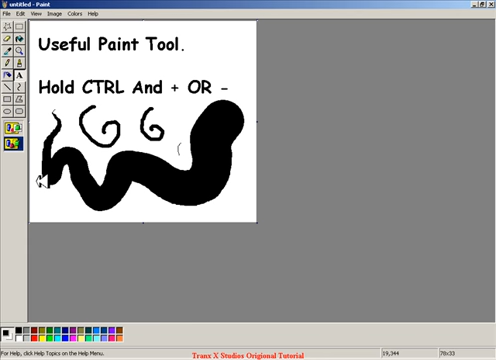 untitled - Paint
File Edit View Image Colors Help
A
Useful Paint Tool.
Hold CTRL And + OR -
For Help, click Help Topics on the Help Menu.
Tranx X Studios Origional Tutorial
19,344
78x33